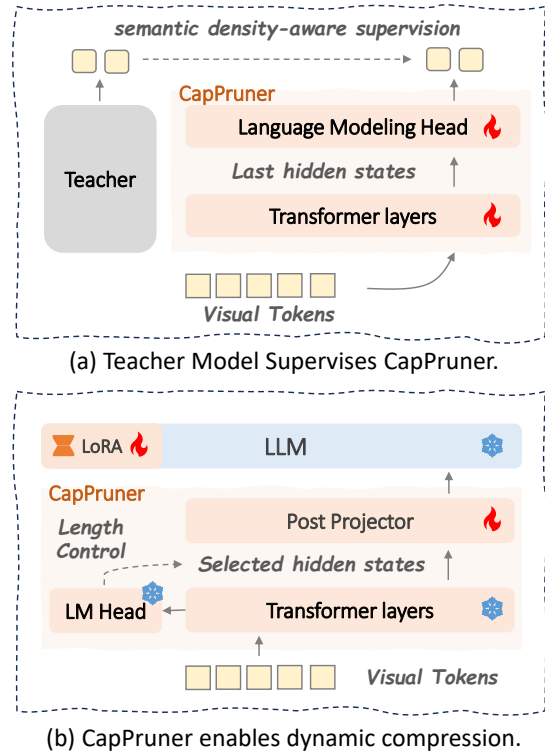 semantic density-aware supervision
CapPruner
Language Modeling Head
Teacher
Last hidden states
Transformer layers
Visual Tokens
(a) Teacher Model Supervises CapPruner.
LoRA
LLM
CapPruner
Length
Control
Post Projector
Selected hidden states
LM Head
Transformer layers
Visual Tokens
(b) CapPruner enables dynamic compression.